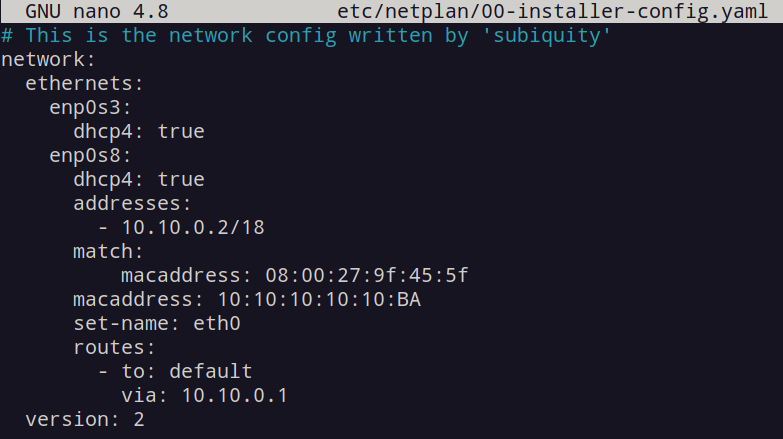 GNU nano 4.8 etc/netplan/00-installer-config.yaml
# This is the network config written by 'subiquity'
network:
  ethernets:
    enp0s3:
      dhcp4: true
    enp0s8:
      dhcp4: true
      addresses:
        - 10.10.0.2/18
      match:
          macaddress: 08:00:27:9f:45:5f
      macaddress: 10:10:10:10:10:BA
      set-name: eth0
      routes:
        - to: default
          via: 10.10.0.1
  version: 2